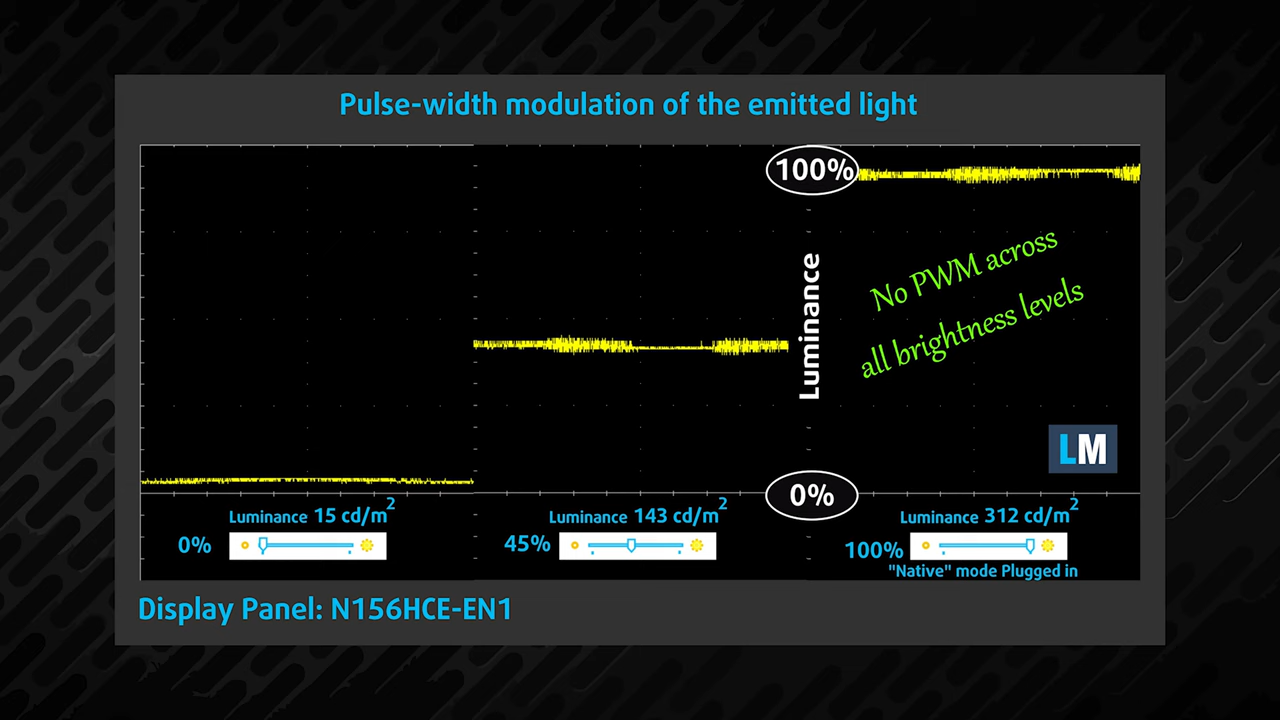 Pulse-width modulation of the emitted light
100%
Luminance
No PWM across
all brightness levels
LM
0%
Luminance 15 cd/m²
0%
Luminance 143 cd/m²
45%
Luminance 312 cd/m²
100%
"Native" mode Plugged in
Display Panel: N156HCE-EN1